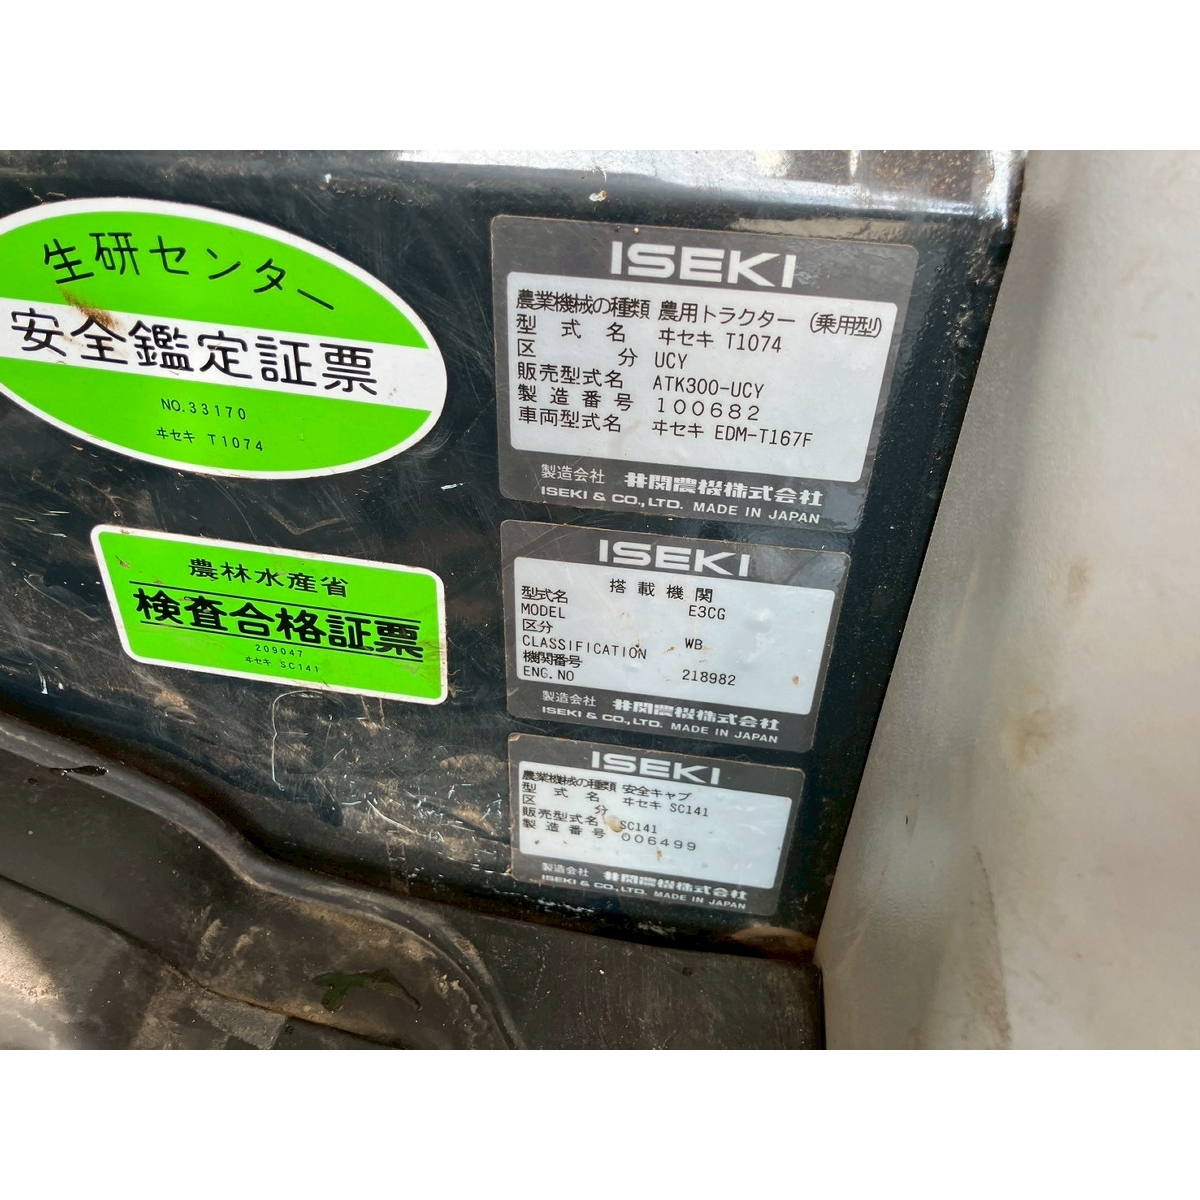 生研センター
安全鑑定証票
NO.33170
ヰセキ T1074
農林水産省
検査合格証票
209047
ヰセキ SC141
ISEKI
農業機械の種類 農用トラクター (乗用型)
型式名 ヰセキ T1074
区分 UCY
販売型式名 ATK300-UCY
製造番号 100682
車両型式名 ヰセキ EDM-T167F
製造会社 井関農機株式会社
ISEKI & CO., LTD. MADE IN JAPAN
ISEKI
搭載機関
型式名
MODEL E3CG
区分
CLASSIFICATION WB
機関番号
ENG. NO 218982
製造会社 井関農機株式会社
ISEKI & CO., LTD. MADE IN JAPAN
ISEKI
農業機械の種類 安全キャブ
型式名 ヰセキ SC141
区分
販売型式名 SC141
製造番号 006499
製造会社 井関農機株式会社
ISEKI & CO., LTD. MADE IN JAPAN